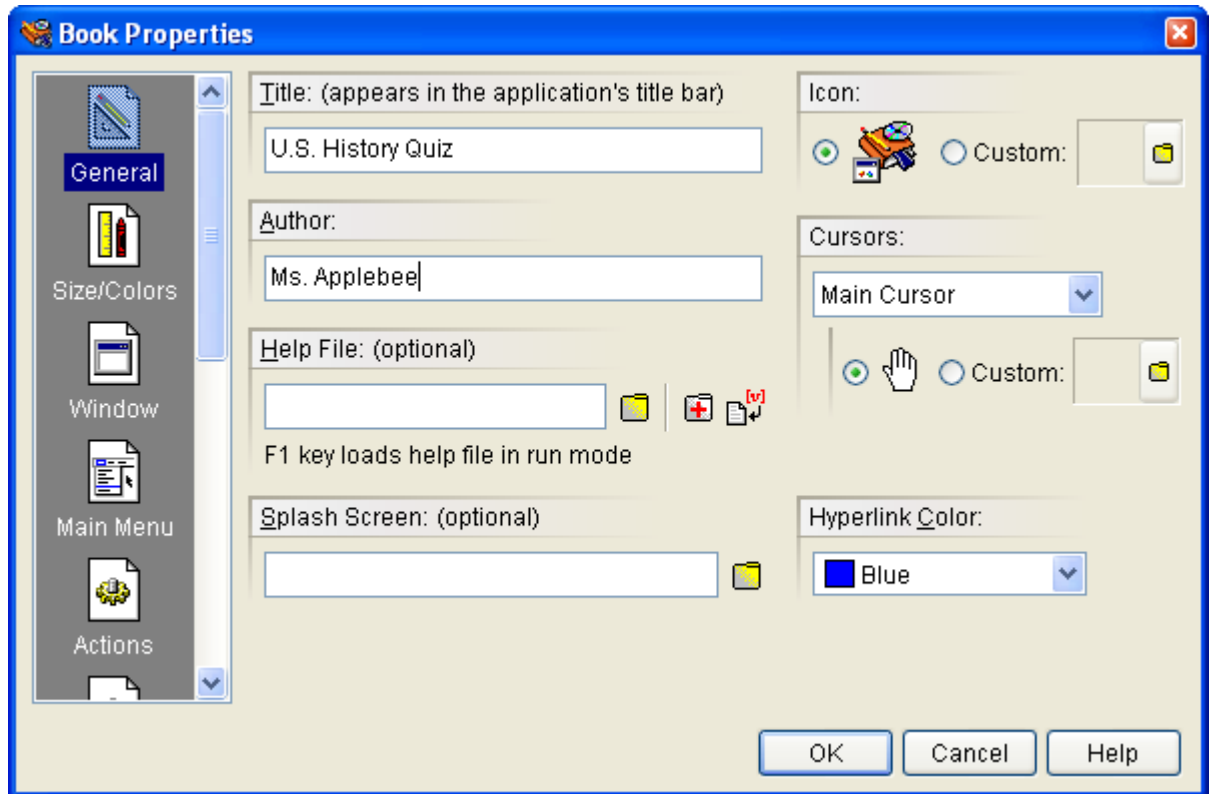 Book Properties
General
Size/Colors
Window
Main Menu
Actions
Title: (appears in the application's title bar)
U.S. History Quiz
Author:
Ms. Applebee
Help File: (optional)
[v]
F1 key loads help file in run mode
Splash Screen: (optional)
Icon:
Custom:
Cursors:
Main Cursor
Custom:
Hyperlink Color:
Blue
OK Cancel Help